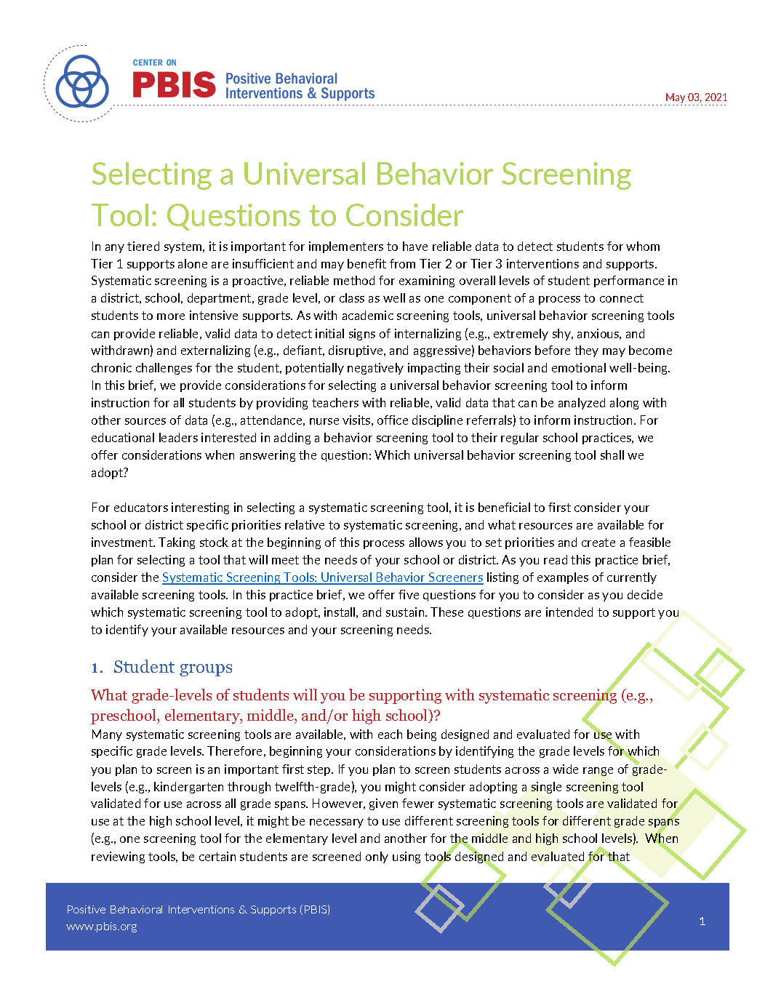 CENTER ON
PBIS Positive Behavioral
Interventions & Supports
May 03, 2021
Selecting a Universal Behavior Screening
Tool: Questions to Consider
In any tiered system, it is important for implementers to have reliable data to detect students for whom
Tier 1 supports alone are insufficient and may benefit from Tier 2 or Tier 3 interventions and supports.
Systematic screening is a proactive, reliable method for examining overall levels of student performance in
a district, school, department, grade level, or class as well as one component of a process to connect
students to more intensive supports. As with academic screening tools, universal behavior screening tools
can provide reliable, valid data to detect initial signs of internalizing (e.g., extremely shy, anxious, and
withdrawn) and externalizing (e.g., defiant, disruptive, and aggressive) behaviors before they may become
chronic challenges for the student, potentially negatively impacting their social and emotional well-being.
In this brief, we provide considerations for selecting a universal behavior screening tool to inform
instruction for all students by providing teachers with reliable, valid data that can be analyzed along with
other sources of data (e.g., attendance, nurse visits, office discipline referrals) to inform instruction. For
educational leaders interested in adding a behavior screening tool to their regular school practices, we
offer considerations when answering the question: Which universal behavior screening tool shall we
adopt?
For educators interesting in selecting a systematic screening tool, it is beneficial to first consider your
school or district specific priorities relative to systematic screening, and what resources are available for
investment. Taking stock at the beginning of this process allows you to set priorities and create a feasible
plan for selecting a tool that will meet the needs of your school or district. As you read this practice brief,
consider the Systematic Screening Tools: Universal Behavior Screeners listing of examples of currently
available screening tools. In this practice brief, we offer five questions for you to consider as you decide
which systematic screening tool to adopt, install, and sustain. These questions are intended to support you
to identify your available resources and your screening needs.
1. Student groups
What grade-levels of students will you be supporting with systematic screening (e.g.,
preschool, elementary, middle, and/or high school)?
Many systematic screening tools are available, with each being designed and evaluated for use with
specific grade levels. Therefore, beginning your considerations by identifying the grade levels for which
you plan to screen is an important first step. If you plan to screen students across a wide range of grade-
levels (e.g., kindergarten through twelfth-grade), you might consider adopting a single screening tool
validated for use across all grade spans. However, given fewer systematic screening tools are validated for
use at the high school level, it might be necessary to use different screening tools for different grade spans
(e.g., one screening tool for the elementary level and another for the middle and high school levels). When
reviewing tools, be certain students are screened only using tools designed and evaluated for that
Positive Behavioral Interventions & Supports (PBIS)
www.pbis.org
1